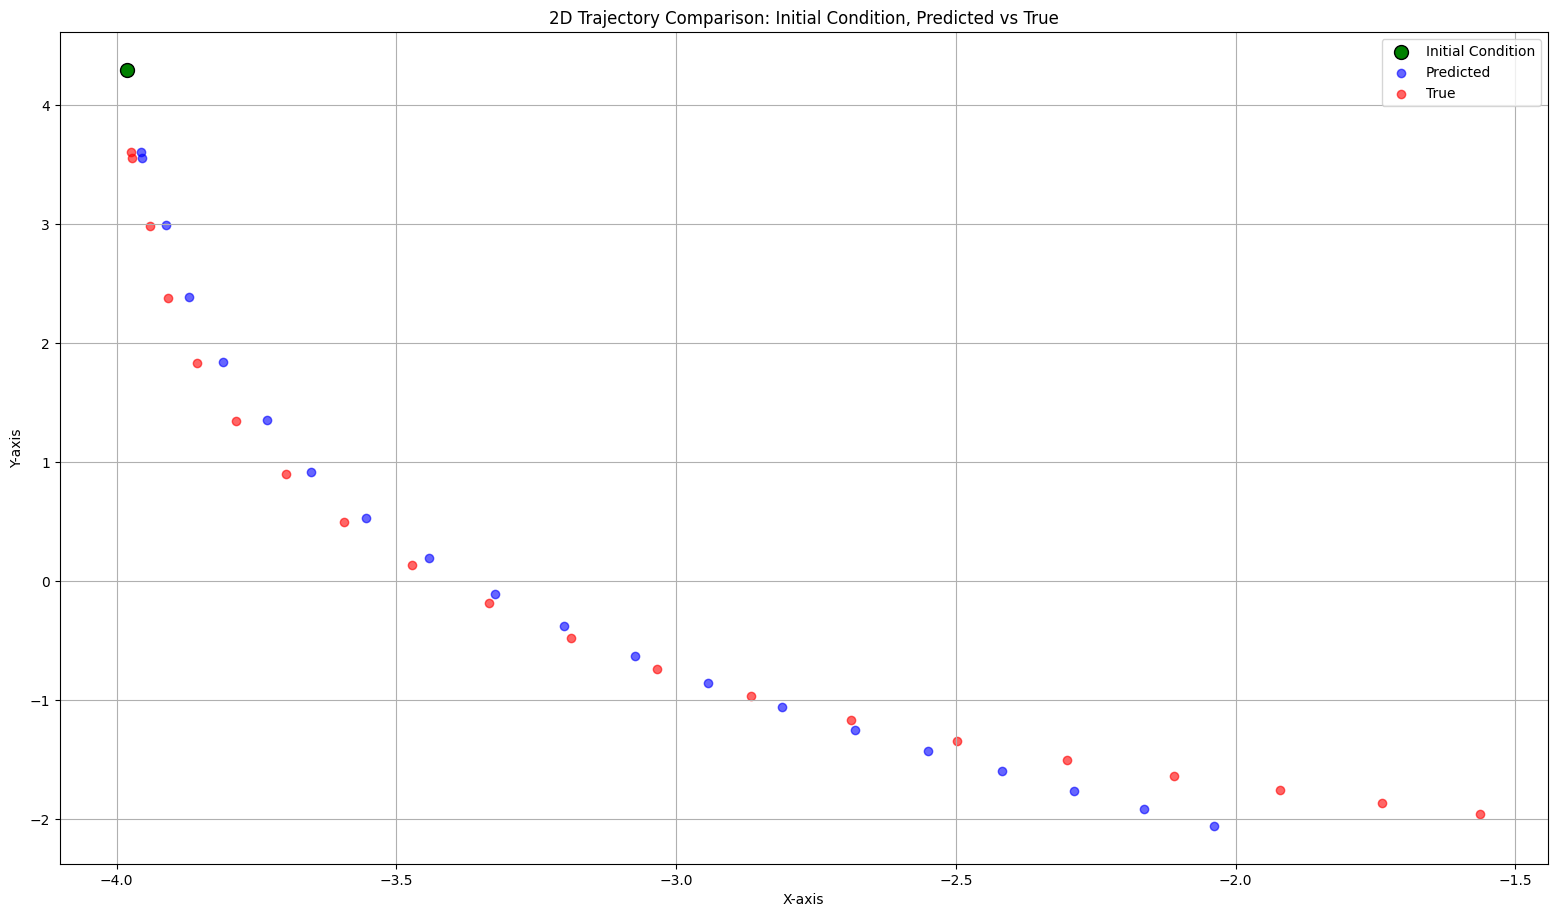 2D Trajectory Comparison: Initial Condition, Predicted vs True
Initial Condition
Predicted
True
Y-axis
4
3
2
1
0
−1
−2
−4.0
−3.5
−3.0
−2.5
−2.0
−1.5
X-axis